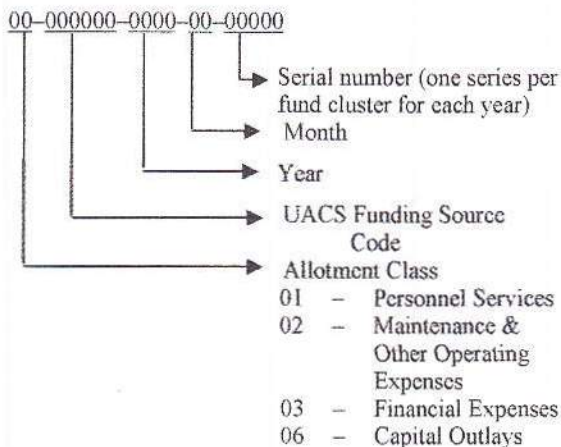 00-000000-0000-00-00000
Serial number (one series per
fund cluster for each year)
Month
Year
UACS Funding Source
Code
Allotment Class
01 – Personnel Services
02 – Maintenance &
Other Operating
Expenses
03 – Financial Expenses
06 – Capital Outlays